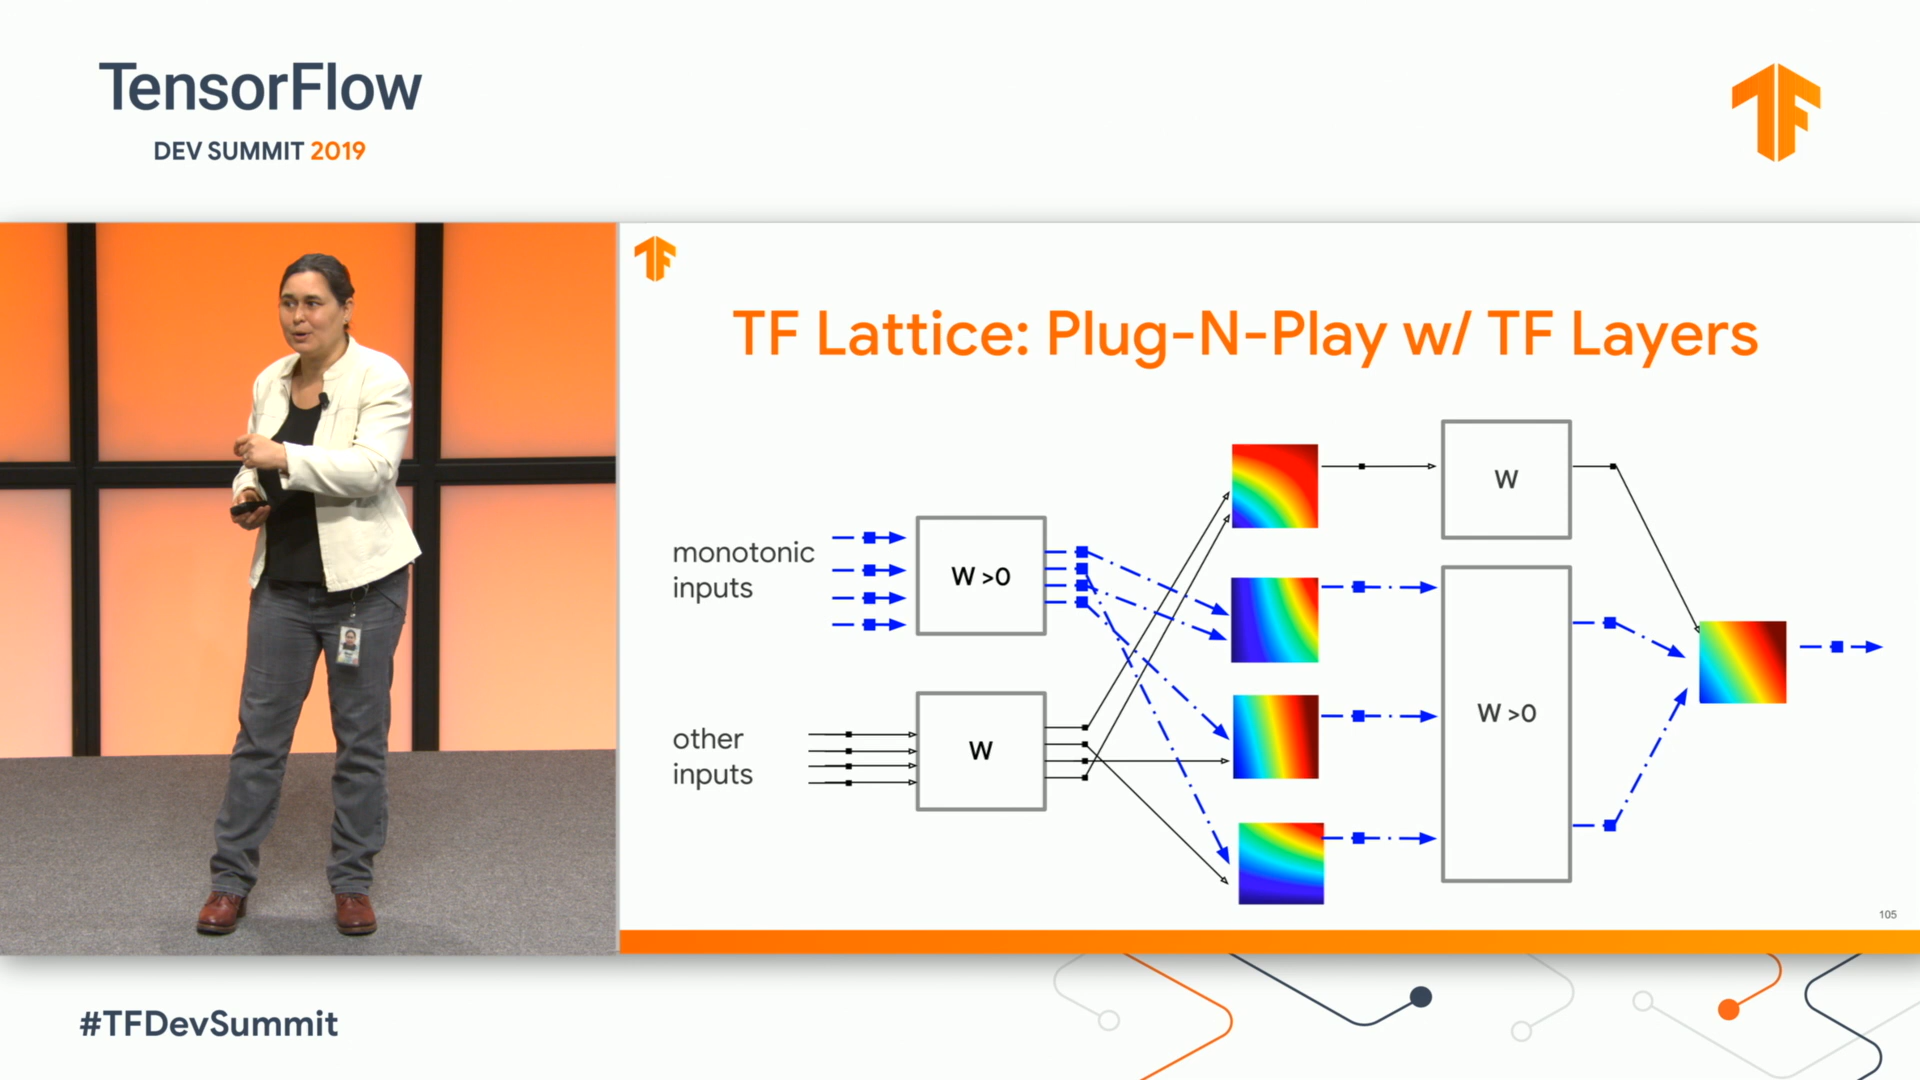 TensorFlow
DEV SUMMIT 2019
TF Lattice: Plug-N-Play w/ TF Layers
monotonic
inputs
W >0
other
inputs
W
W
W >0
105
#TFDevSummit